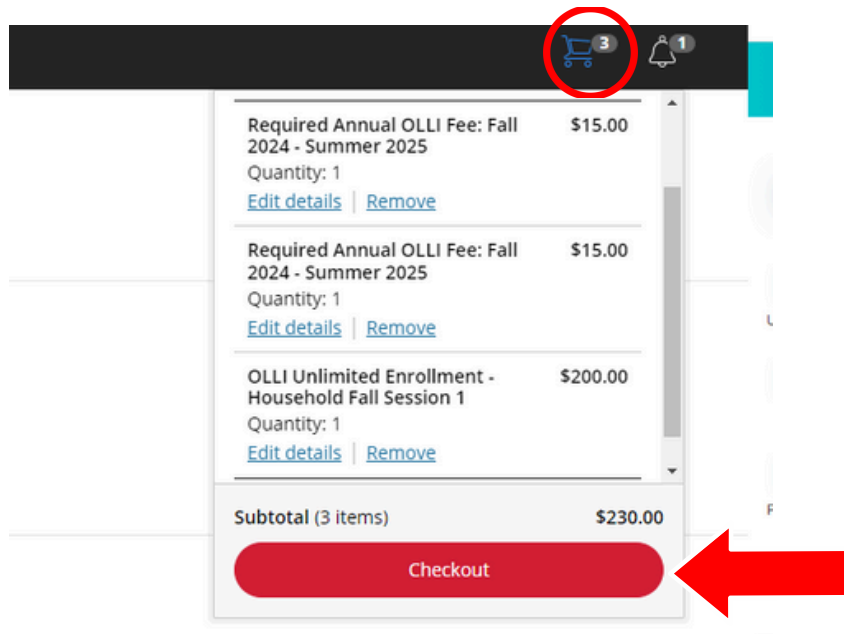 3
1
Required Annual OLLI Fee: Fall
$15.00
2024 - Summer 2025
Quantity: 1
Edit details | Remove
Required Annual OLLI Fee: Fall
$15.00
2024 - Summer 2025
Quantity: 1
Edit details | Remove
OLLI Unlimited Enrollment -
$200.00
Household Fall Session 1
Quantity: 1
Edit details | Remove
Subtotal (3 items)
$230.00
Checkout